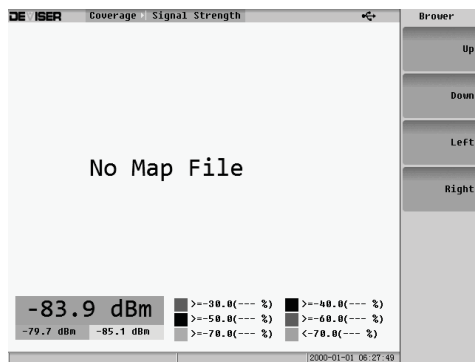 DEVISER Coverage Signal Strength Brower
Up
Down
Left
Right
No Map File
-83.9 dBm
-79.7 dBm -85.1 dBm
>=-30.0(--- %) >=-40.0(--- %)
>=-50.0(--- %) >=-60.0(--- %)
>=-70.0(--- %) <-70.0(--- %)
2000-01-01 06:27:49